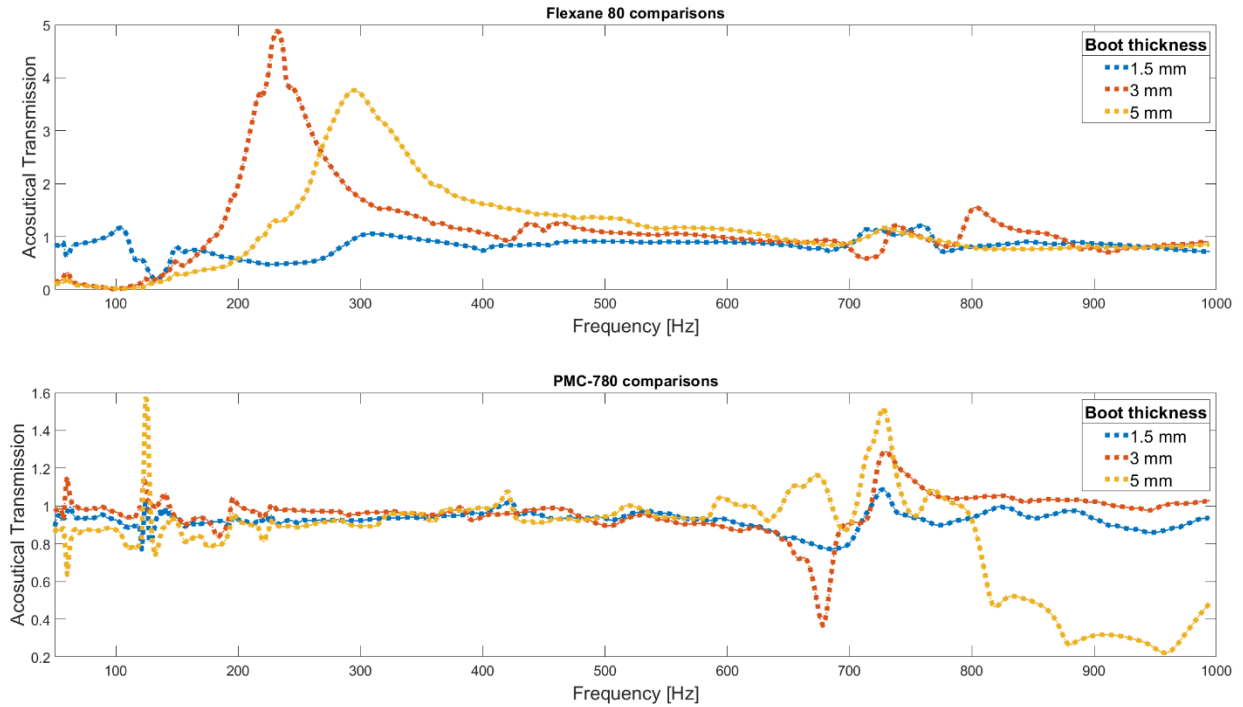 Flexane 80 comparisons
Acosutical Transmission
5
4
3
2
1
0
Boot thickness
1.5 mm
3 mm
5 mm
100 200 300 400 500 600 700 800 900 1000
Frequency [Hz]
PMC-780 comparisons
Acosutical Transmission
1.6
1.4
1.2
1
0.8
0.6
0.4
0.2
Boot thickness
1.5 mm
3 mm
5 mm
100 200 300 400 500 600 700 800 900 1000
Frequency [Hz]